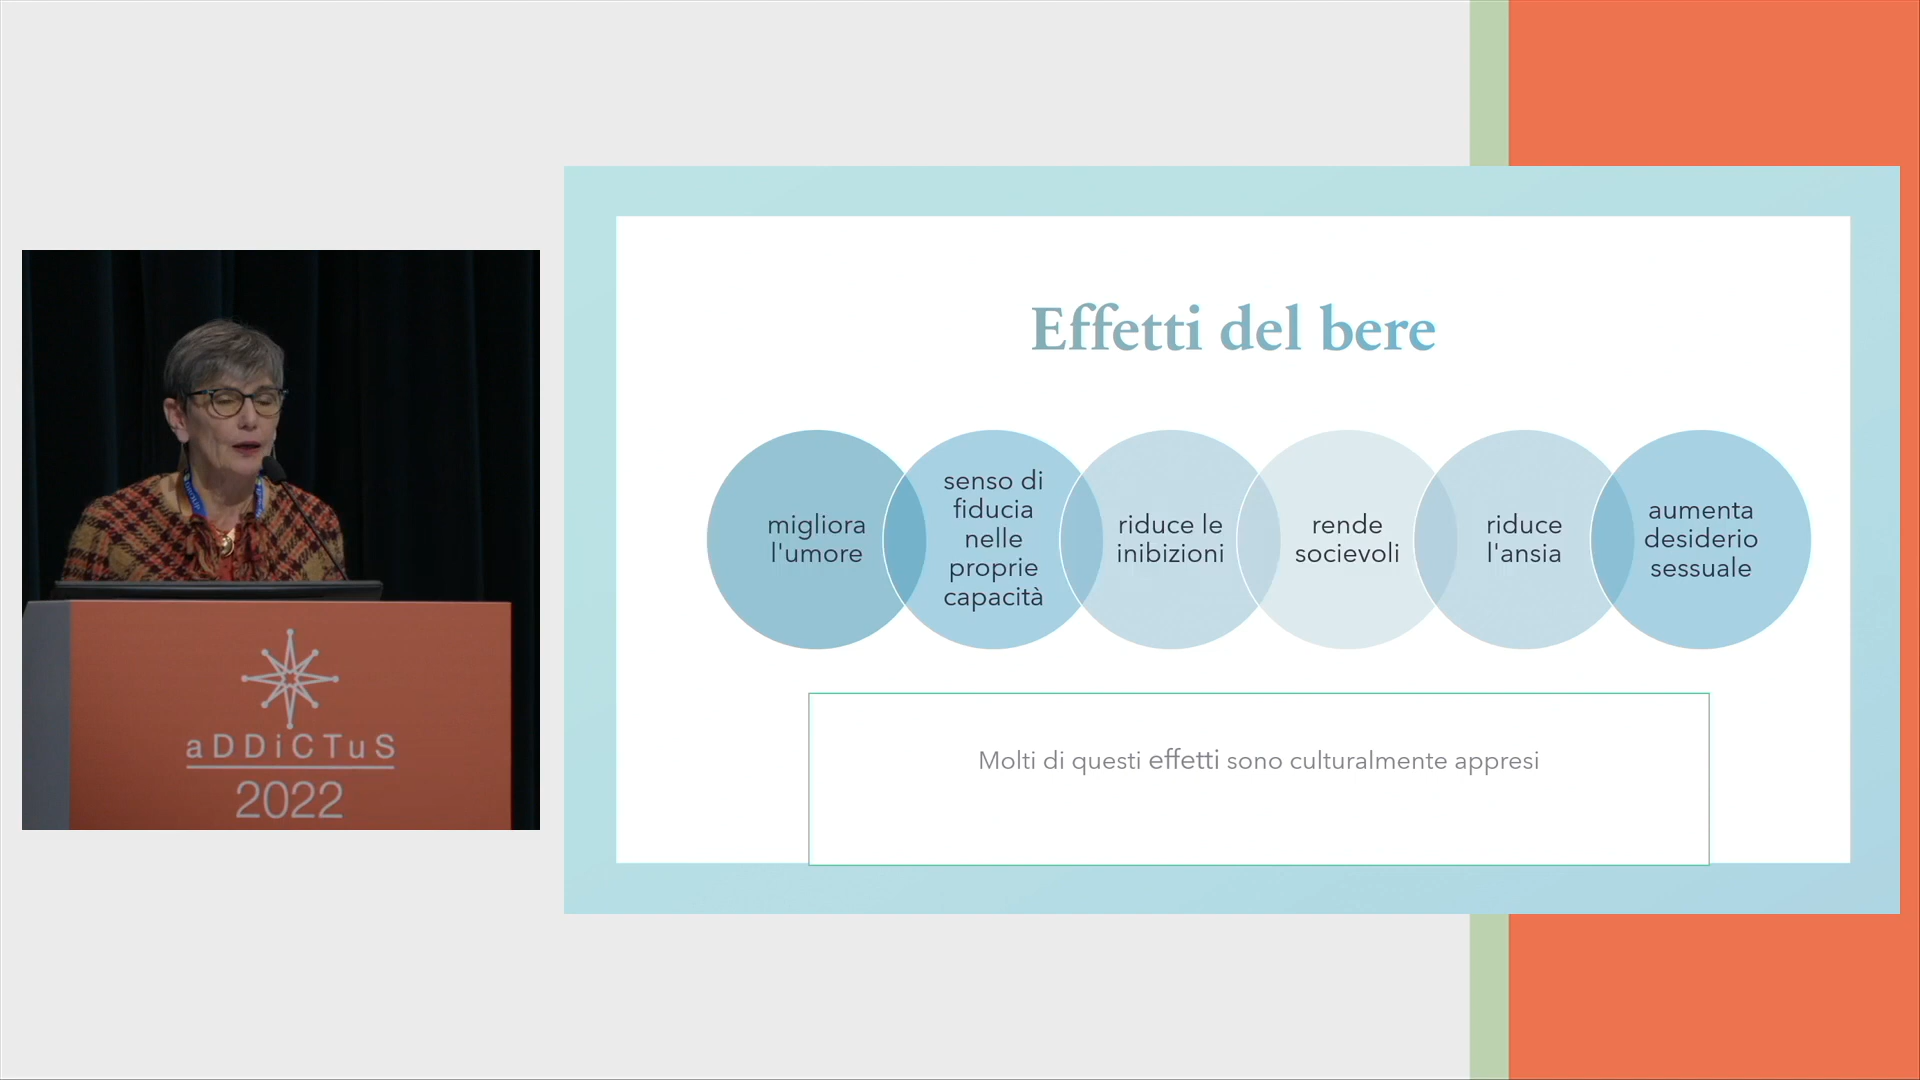 Effetti del bere
migliora
l'umore
senso di
fiducia
nelle
proprie
capacità
riduce le
inibizioni
rende
socievoli
riduce
l'ansia
aumenta
desiderio
sessuale
Molti di questi effetti sono culturalmente appresi
aDDiCTuS
2022